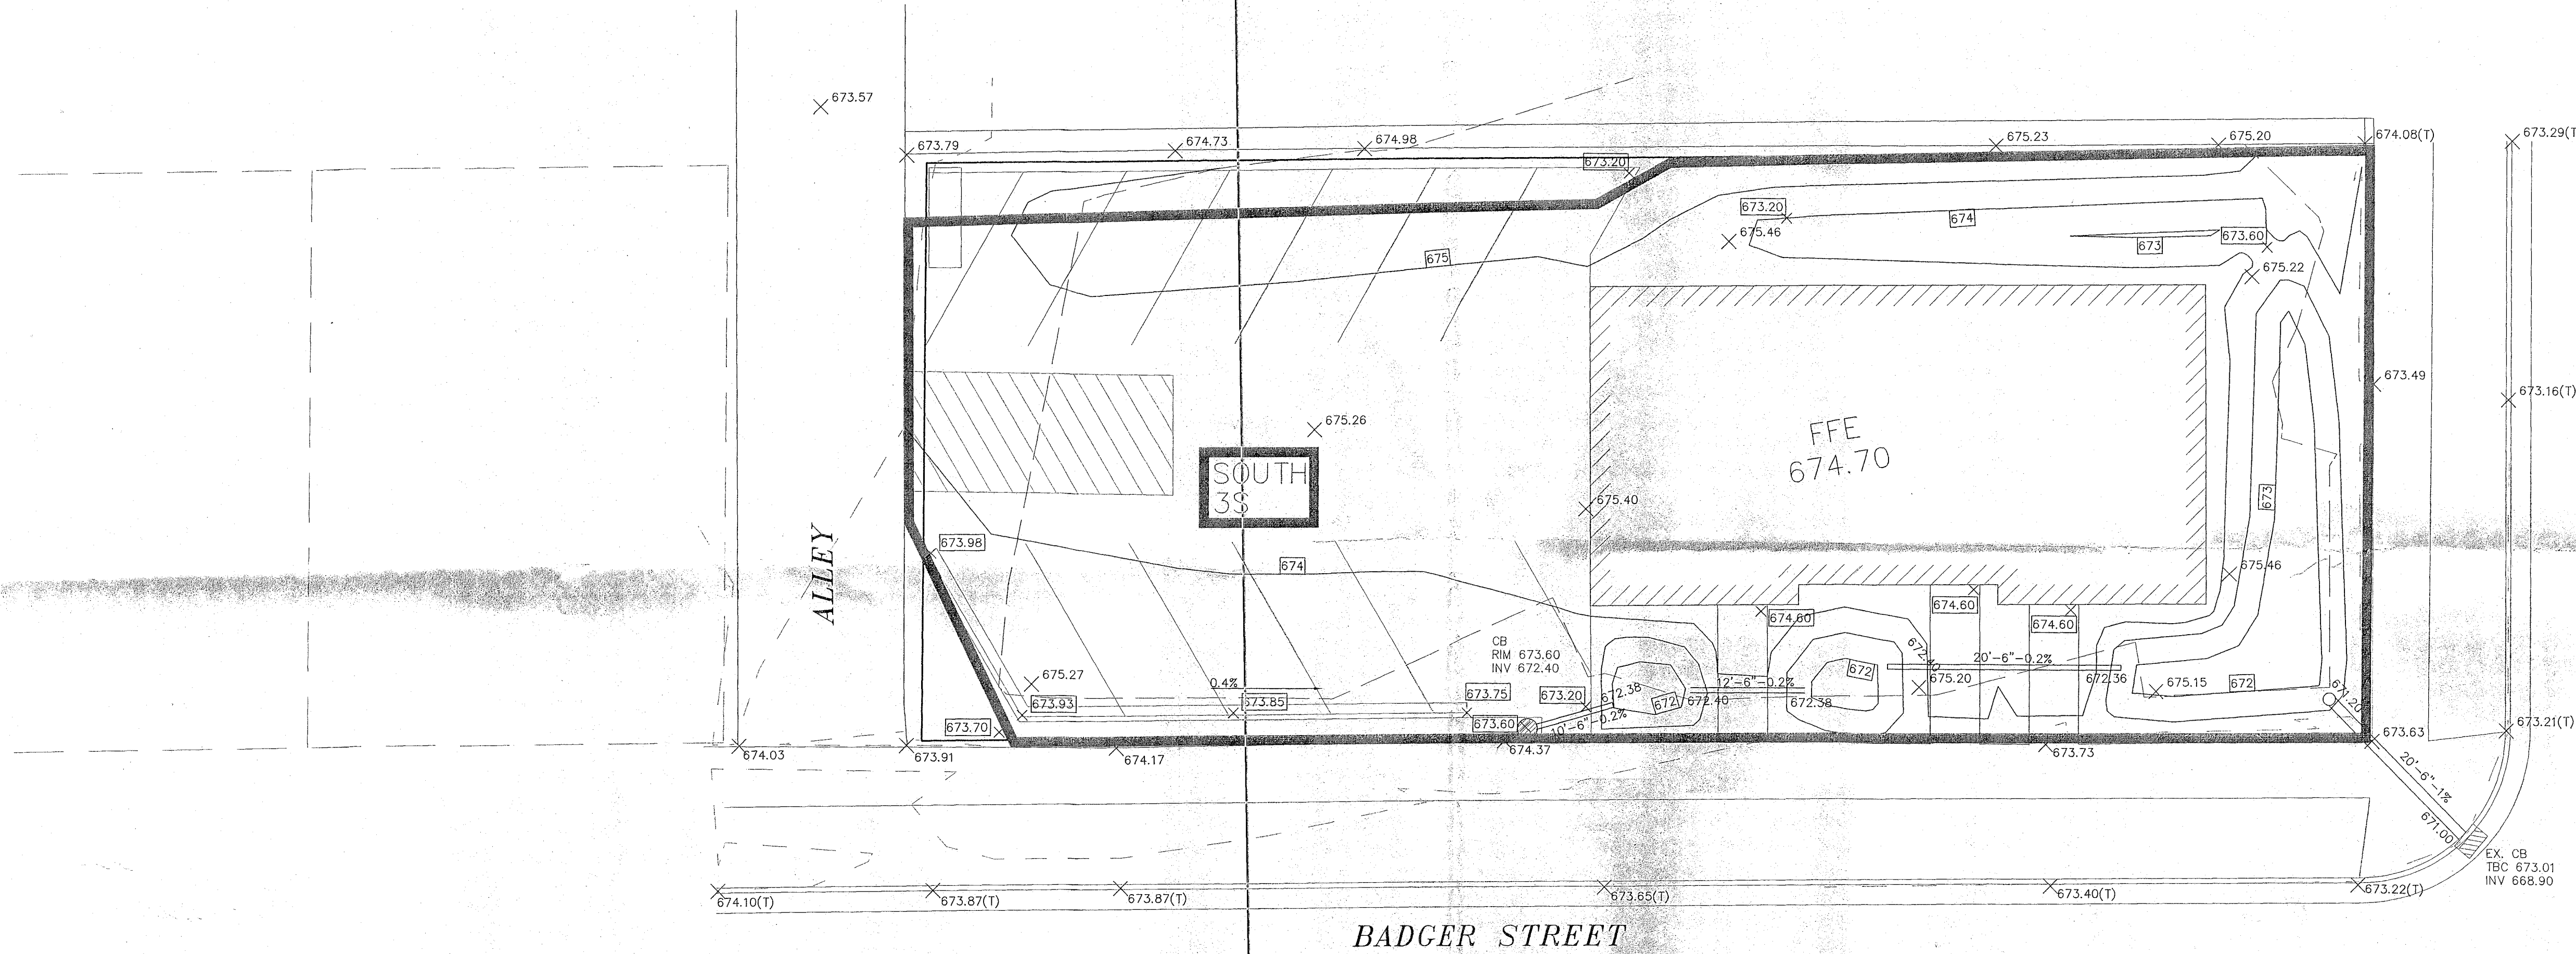 673.57
673.79
674.73
674.98
673.20
675.23
675.20
674.08(T)
673.29(T
673.20
674
675.46
673
673.60
675
675.22
673.49
673.16(T)
675.26
FFE
674.70
SOUTH
3S
675.40
673
ALLEY
673.98
674
675.46
674.60
674.60
674.60
CB
RIM 673.60
INV 672.40
672.40
20'-6"-0.2%
672
675.27
0.4%
673.93
673.85
673.75
673.20
672.38
672
12'-6"-0.2%
672.40
672.38
675.20
672.36
675.15
672
671.20
673.70
673.60
10'-6"-0.2%
674.03
673.91
674.17
674.37
673.73
673.63
673.21(T)
20'-6"-1%
671.00
EX. CB
TBC 673.01
INV 668.90
674.10(T)
673.87(T)
673.87(T)
673.65(T)
673.40(T)
673.22(T)
BADGER STREET